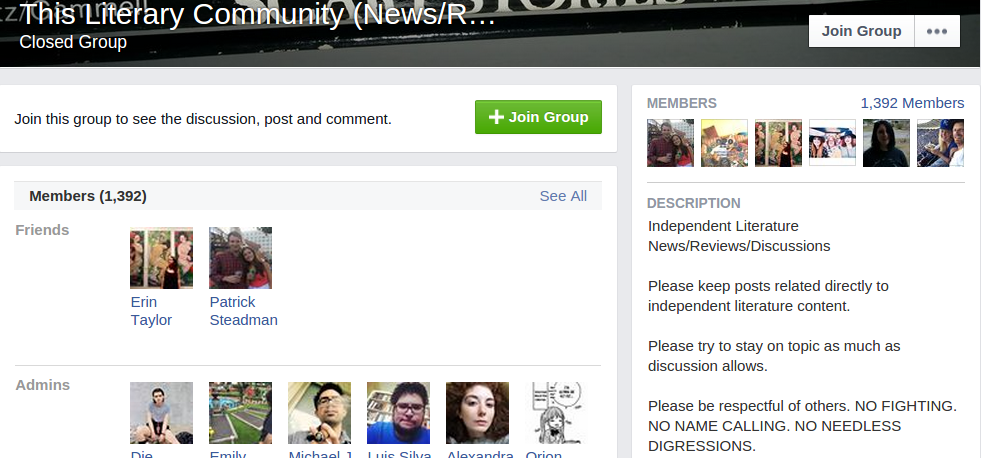 tz/Gammell
STORIES
This Literary Community (News/R...
Closed Group
Join Group
Join this group to see the discussion, post and comment.
Join Group
Members (1,392)
See All
Friends
Erin
Taylor
Patrick
Steadman
Admins
Die
Emily
Michael J
Luis Silva
Alexandra
Orion
MEMBERS
1,392 Members
DESCRIPTION
Independent Literature
News/Reviews/Discussions
Please keep posts related directly to
independent literature content.
Please try to stay on topic as much as
discussion allows.
Please be respectful of others. NO FIGHTING.
NO NAME CALLING. NO NEEDLESS
DIGRESSIONS.